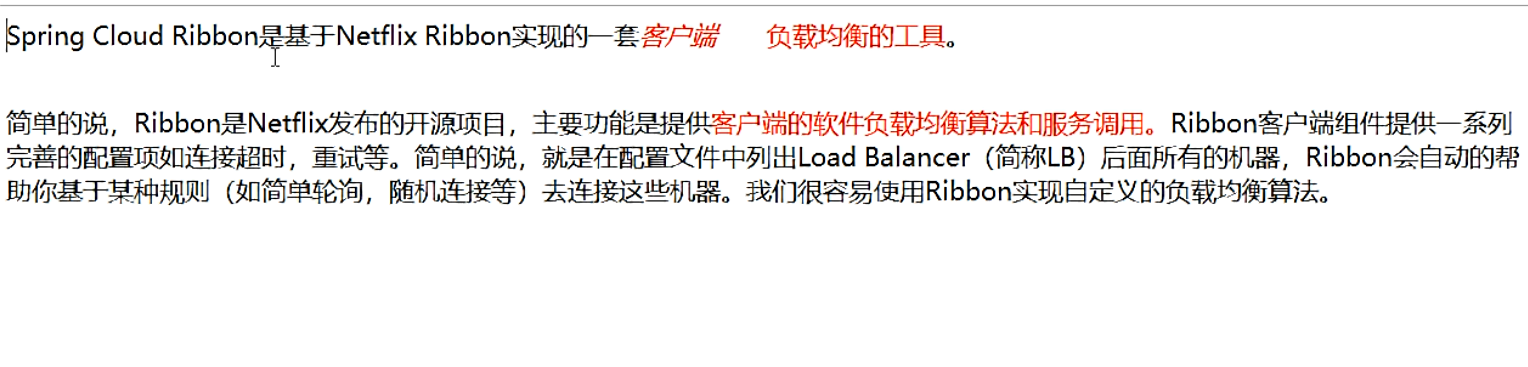 Spring Cloud Ribbon是基于Netflix Ribbon实现的一套客户端 负载均衡的工具。
简单的说，Ribbon是Netflix发布的开源项目，主要功能是提供客户端的软件负载均衡算法和服务调用。Ribbon客户端组件提供一系列
完善的配置项如连接超时，重试等。简单的说，就是在配置文件中列出Load Balancer（简称LB）后面所有的机器，Ribbon会自动的帮
助你基于某种规则（如简单轮询，随机连接等）去连接这些机器。我们很容易使用Ribbon实现自定义的负载均衡算法。